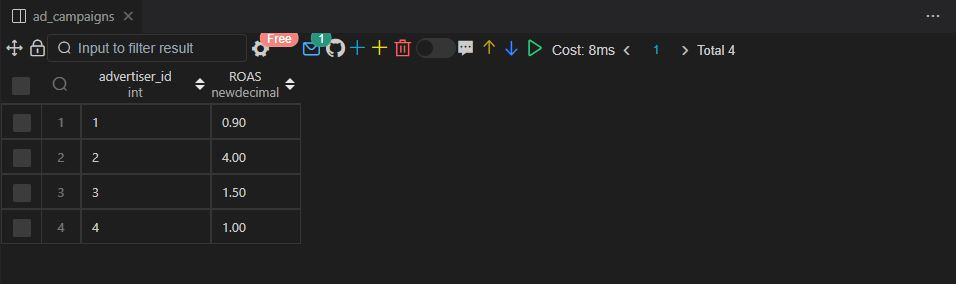 ad_campaigns
Input to filter result Free 1 Cost: 8ms 1 Total 4
advertiser_id ROAS
int newdecimal
1 1 0.90
2 2 4.00
3 3 1.50
4 4 1.00